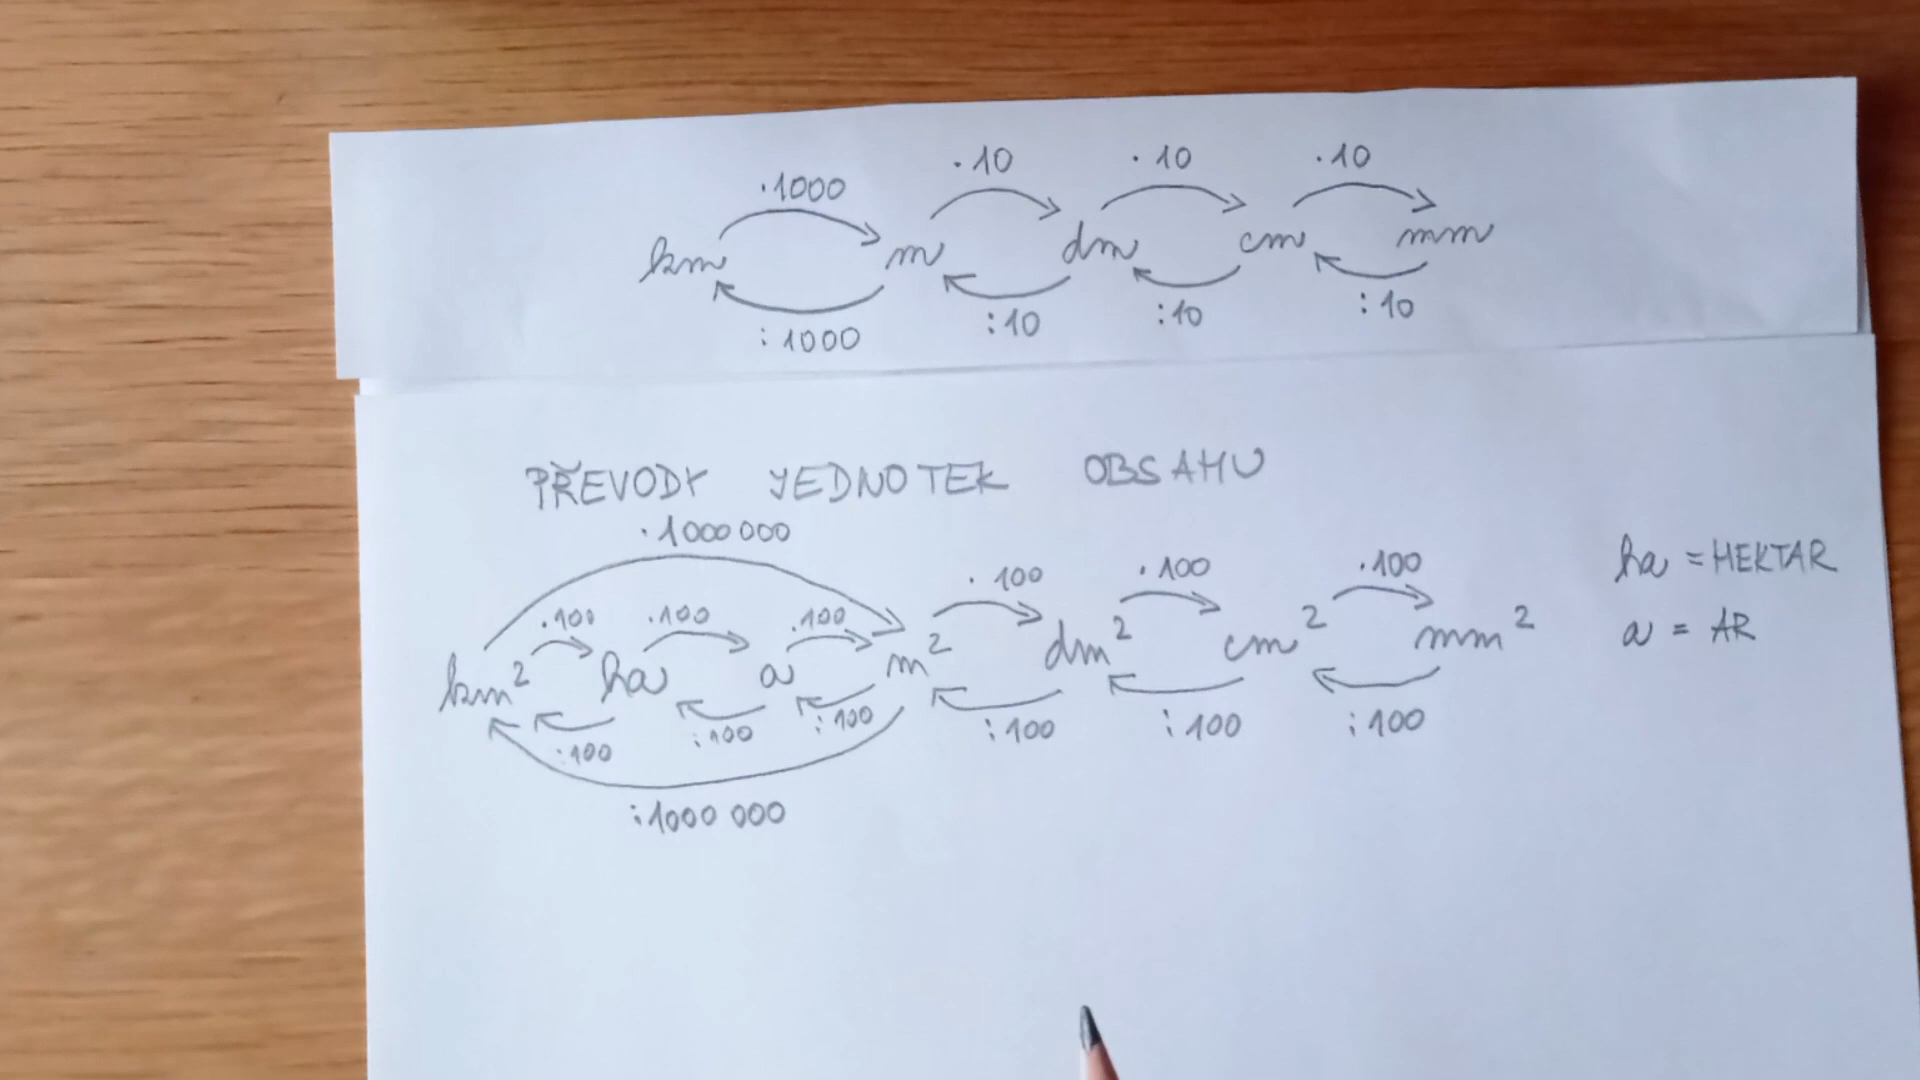 .1000 .10 .10 .10
km m dm cm mm
:1000 :10 :10 :10
PŘEVODY JEDNOTEK OBSAHU
.1000 000
.100 .100 .100 .100 .100 .100
km² ha a m² dm² cm² mm²
:100 :100 :100 :100 :100 :100
:1000 000
ha = HEKTAR
a = AR